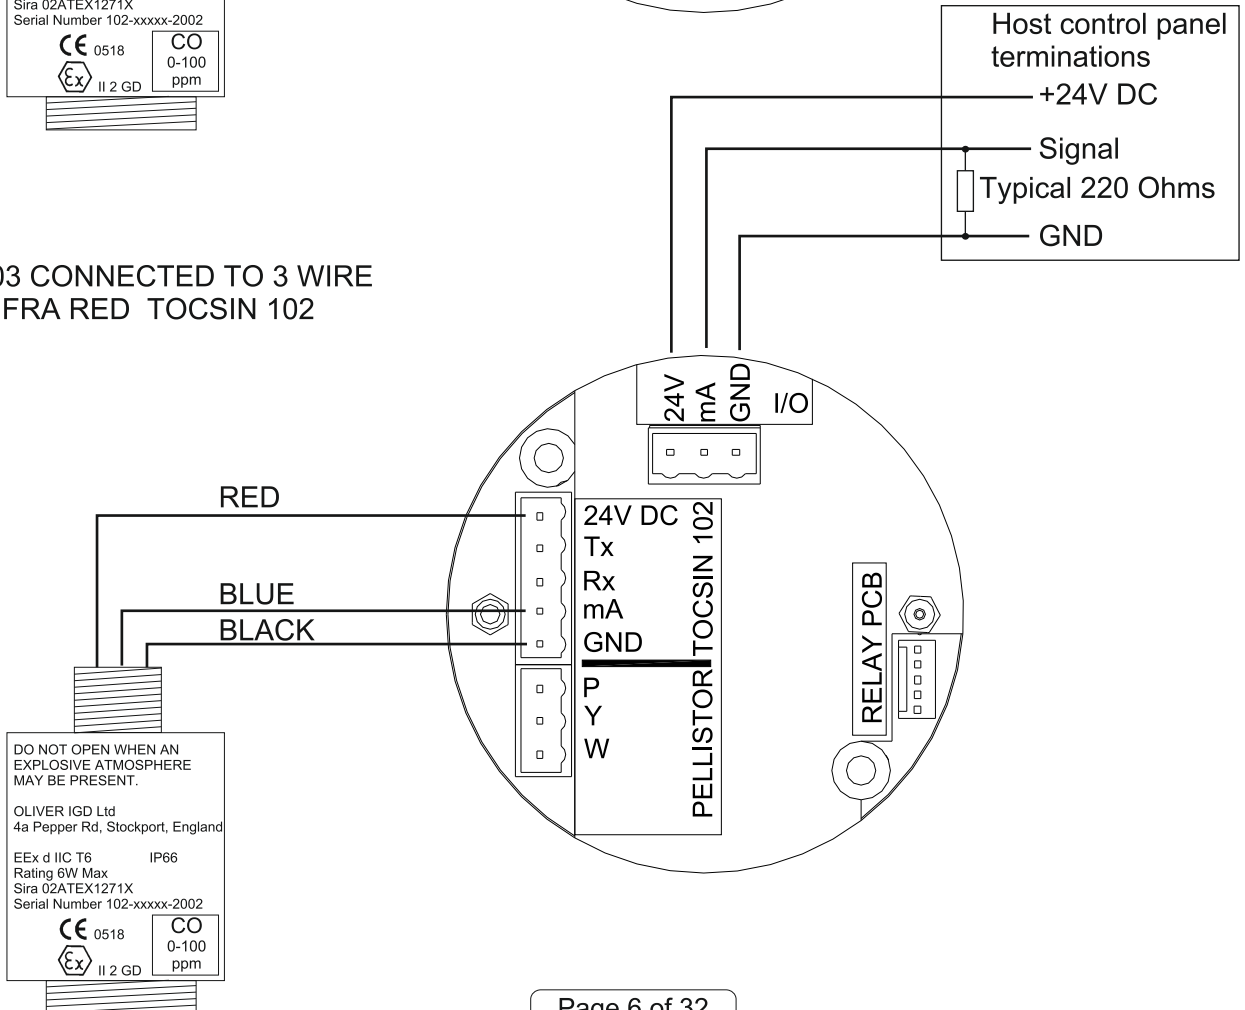 Sira 02ATEX1271X
Serial Number 102-xxxxx-2002
CE 0518
CO
0-100
ppm
Ex II 2 GD
Host control panel
terminations
+24V DC
Signal
Typical 220 Ohms
GND
03 CONNECTED TO 3 WIRE
FRA RED TOCSIN 102
24V
mA
GND
I/O
RED
BLUE
BLACK
24V DC
Tx
Rx
mA
GND
P
Y
W
TOCSIN 102
PELLISTOR
RELAY PCB
DO NOT OPEN WHEN AN
EXPLOSIVE ATMOSPHERE
MAY BE PRESENT.
OLIVER IGD Ltd
4a Pepper Rd, Stockport, England
EEx d IIC T6 IP66
Rating 6W Max
Sira 02ATEX1271X
Serial Number 102-xxxxx-2002
CE 0518
CO
0-100
ppm
Ex II 2 GD
Page 6 of 32